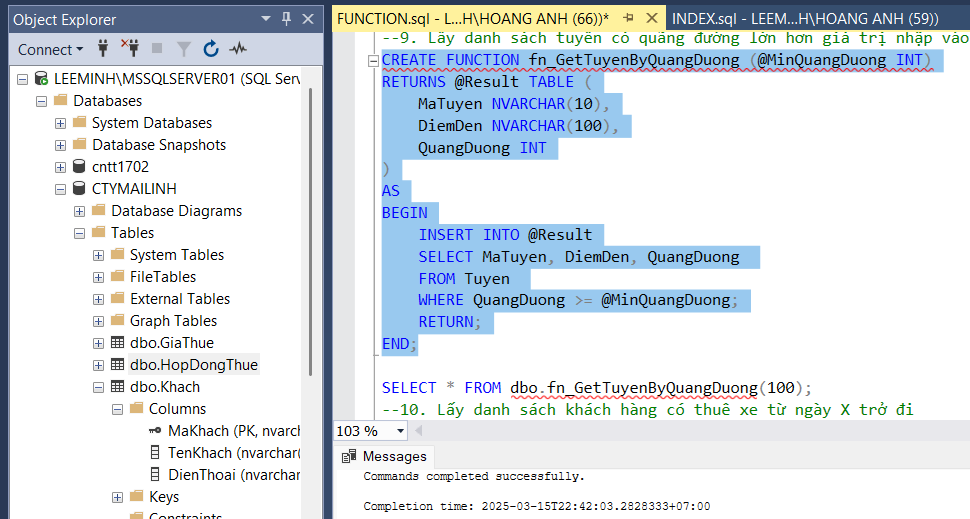 Object Explorer
Connect
LEEMINH\MSSQLSERVER01 (SQL Serv
Databases
System Databases
Database Snapshots
cntt1702
CTYMAILINH
Database Diagrams
Tables
System Tables
FileTables
External Tables
Graph Tables
dbo.GiaThue
dbo.HopDongThue
dbo.Khach
Columns
MaKhach (PK, nvarch
TenKhach (nvarchar(
DienThoai (nvarchar
Keys
Constraints
FUNCTION.sql - L...H\HOANG ANH (66))*
INDEX.sql - LEEM...H\HOANG ANH (59))
--9. Lấy danh sách tuyến có quãng đường lớn hơn giá trị nhập vào
CREATE FUNCTION fn_GetTuyenByQuangDuong (@MinQuangDuong INT)
RETURNS @Result TABLE (
MaTuyen NVARCHAR(10),
DiemDen NVARCHAR(100),
QuangDuong INT
)
AS
BEGIN
INSERT INTO @Result
SELECT MaTuyen, DiemDen, QuangDuong
FROM Tuyen
WHERE QuangDuong >= @MinQuangDuong;
RETURN;
END;
SELECT * FROM dbo.fn_GetTuyenByQuangDuong(100);
--10. Lấy danh sách khách hàng có thuê xe từ ngày X trở đi
103 %
Messages
Commands completed successfully.
Completion time: 2025-03-15T22:42:03.2828333+07:00